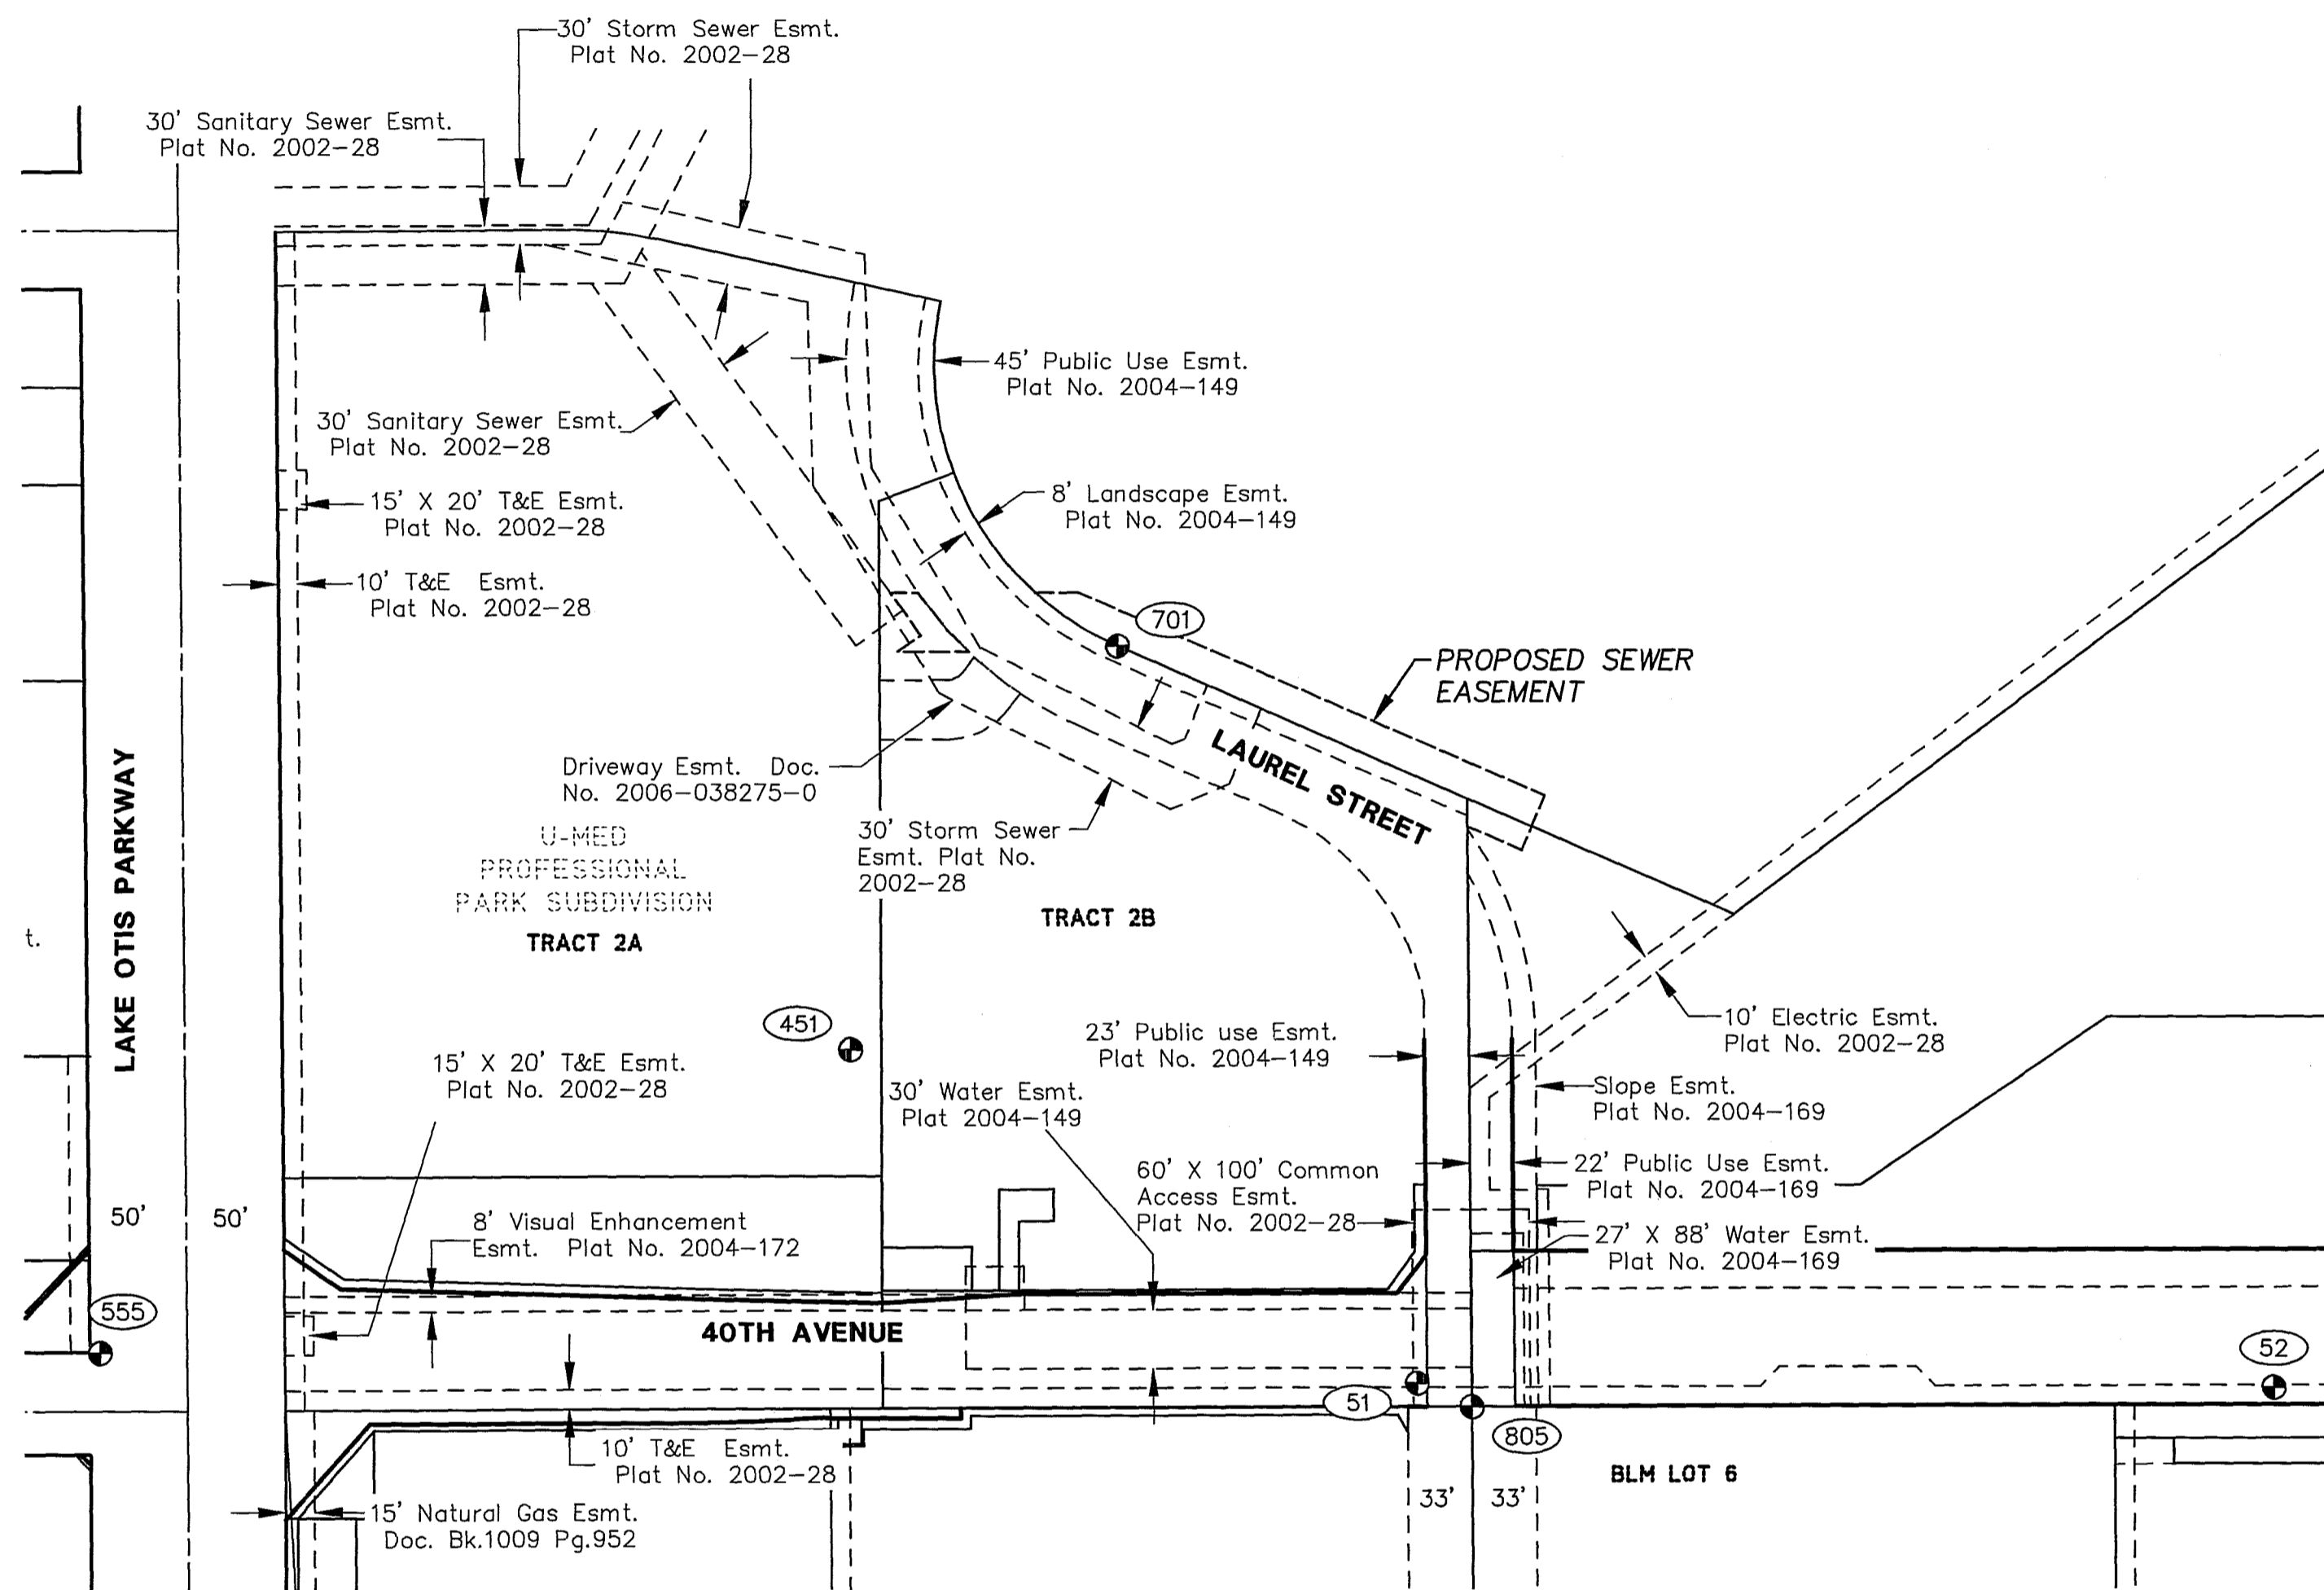 30' Storm Sewer Esmt.
Plat No. 2002-28
30' Sanitary Sewer Esmt.
Plat No. 2002-28
45' Public Use Esmt.
Plat No. 2004-149
30' Sanitary Sewer Esmt.
Plat No. 2002-28
15' X 20' T&E Esmt.
Plat No. 2002-28
8' Landscape Esmt.
Plat No. 2004-149
10' T&E Esmt.
Plat No. 2002-28
701
PROPOSED SEWER
EASEMENT
LAUREL STREET
Driveway Esmt. Doc.
No. 2006-038275-0
U-MED
PROFESSIONAL
PARK SUBDIVISION
TRACT 2A
30' Storm Sewer
Esmt. Plat No.
2002-28
TRACT 2B
LAKE OTIS PARKWAY
t.
451
10' Electric Esmt.
Plat No. 2002-28
23' Public use Esmt.
Plat No. 2004-149
15' X 20' T&E Esmt.
Plat No. 2002-28
30' Water Esmt.
Plat 2004-149
Slope Esmt.
Plat No. 2004-169
60' X 100' Common
Access Esmt.
Plat No. 2002-28
22' Public Use Esmt.
Plat No. 2004-169
50'
50'
8' Visual Enhancement
Esmt. Plat No. 2004-172
27' X 88' Water Esmt.
Plat No. 2004-169
555
40TH AVENUE
52
51
805
10' T&E Esmt.
Plat No. 2002-28
BLM LOT 6
33'
33'
15' Natural Gas Esmt.
Doc. Bk.1009 Pg.952